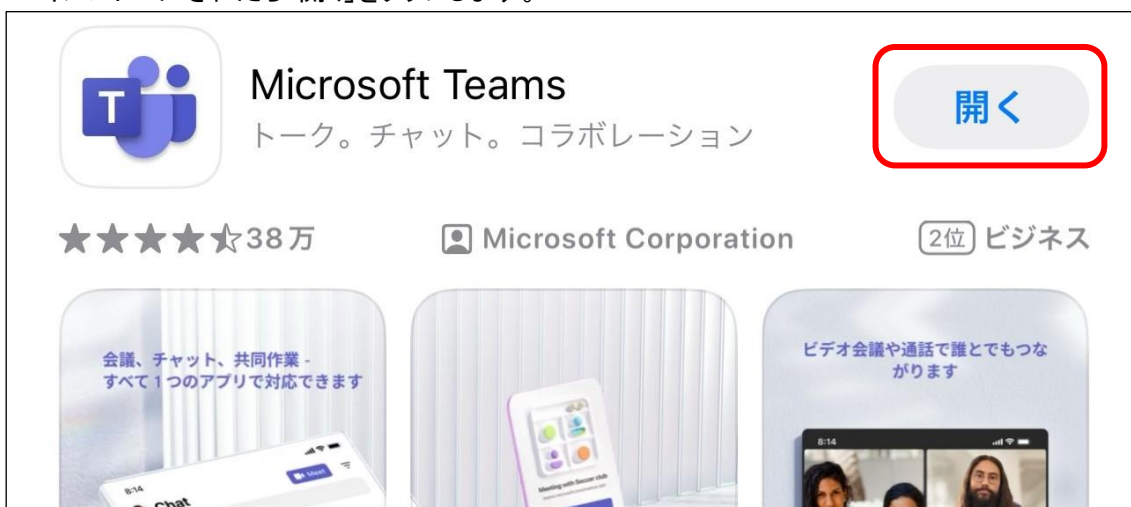 Microsoft Teams
トーク。チャット。コラボレーション
開く
38万
Microsoft Corporation
2位 ビジネス
会議、チャット、共同作業 -
すべて1つのアプリで対応できます
8:14
Meet
Chat
Meeting with Soccer club
ビデオ会議や通話で誰とでもつな
がります
8:14